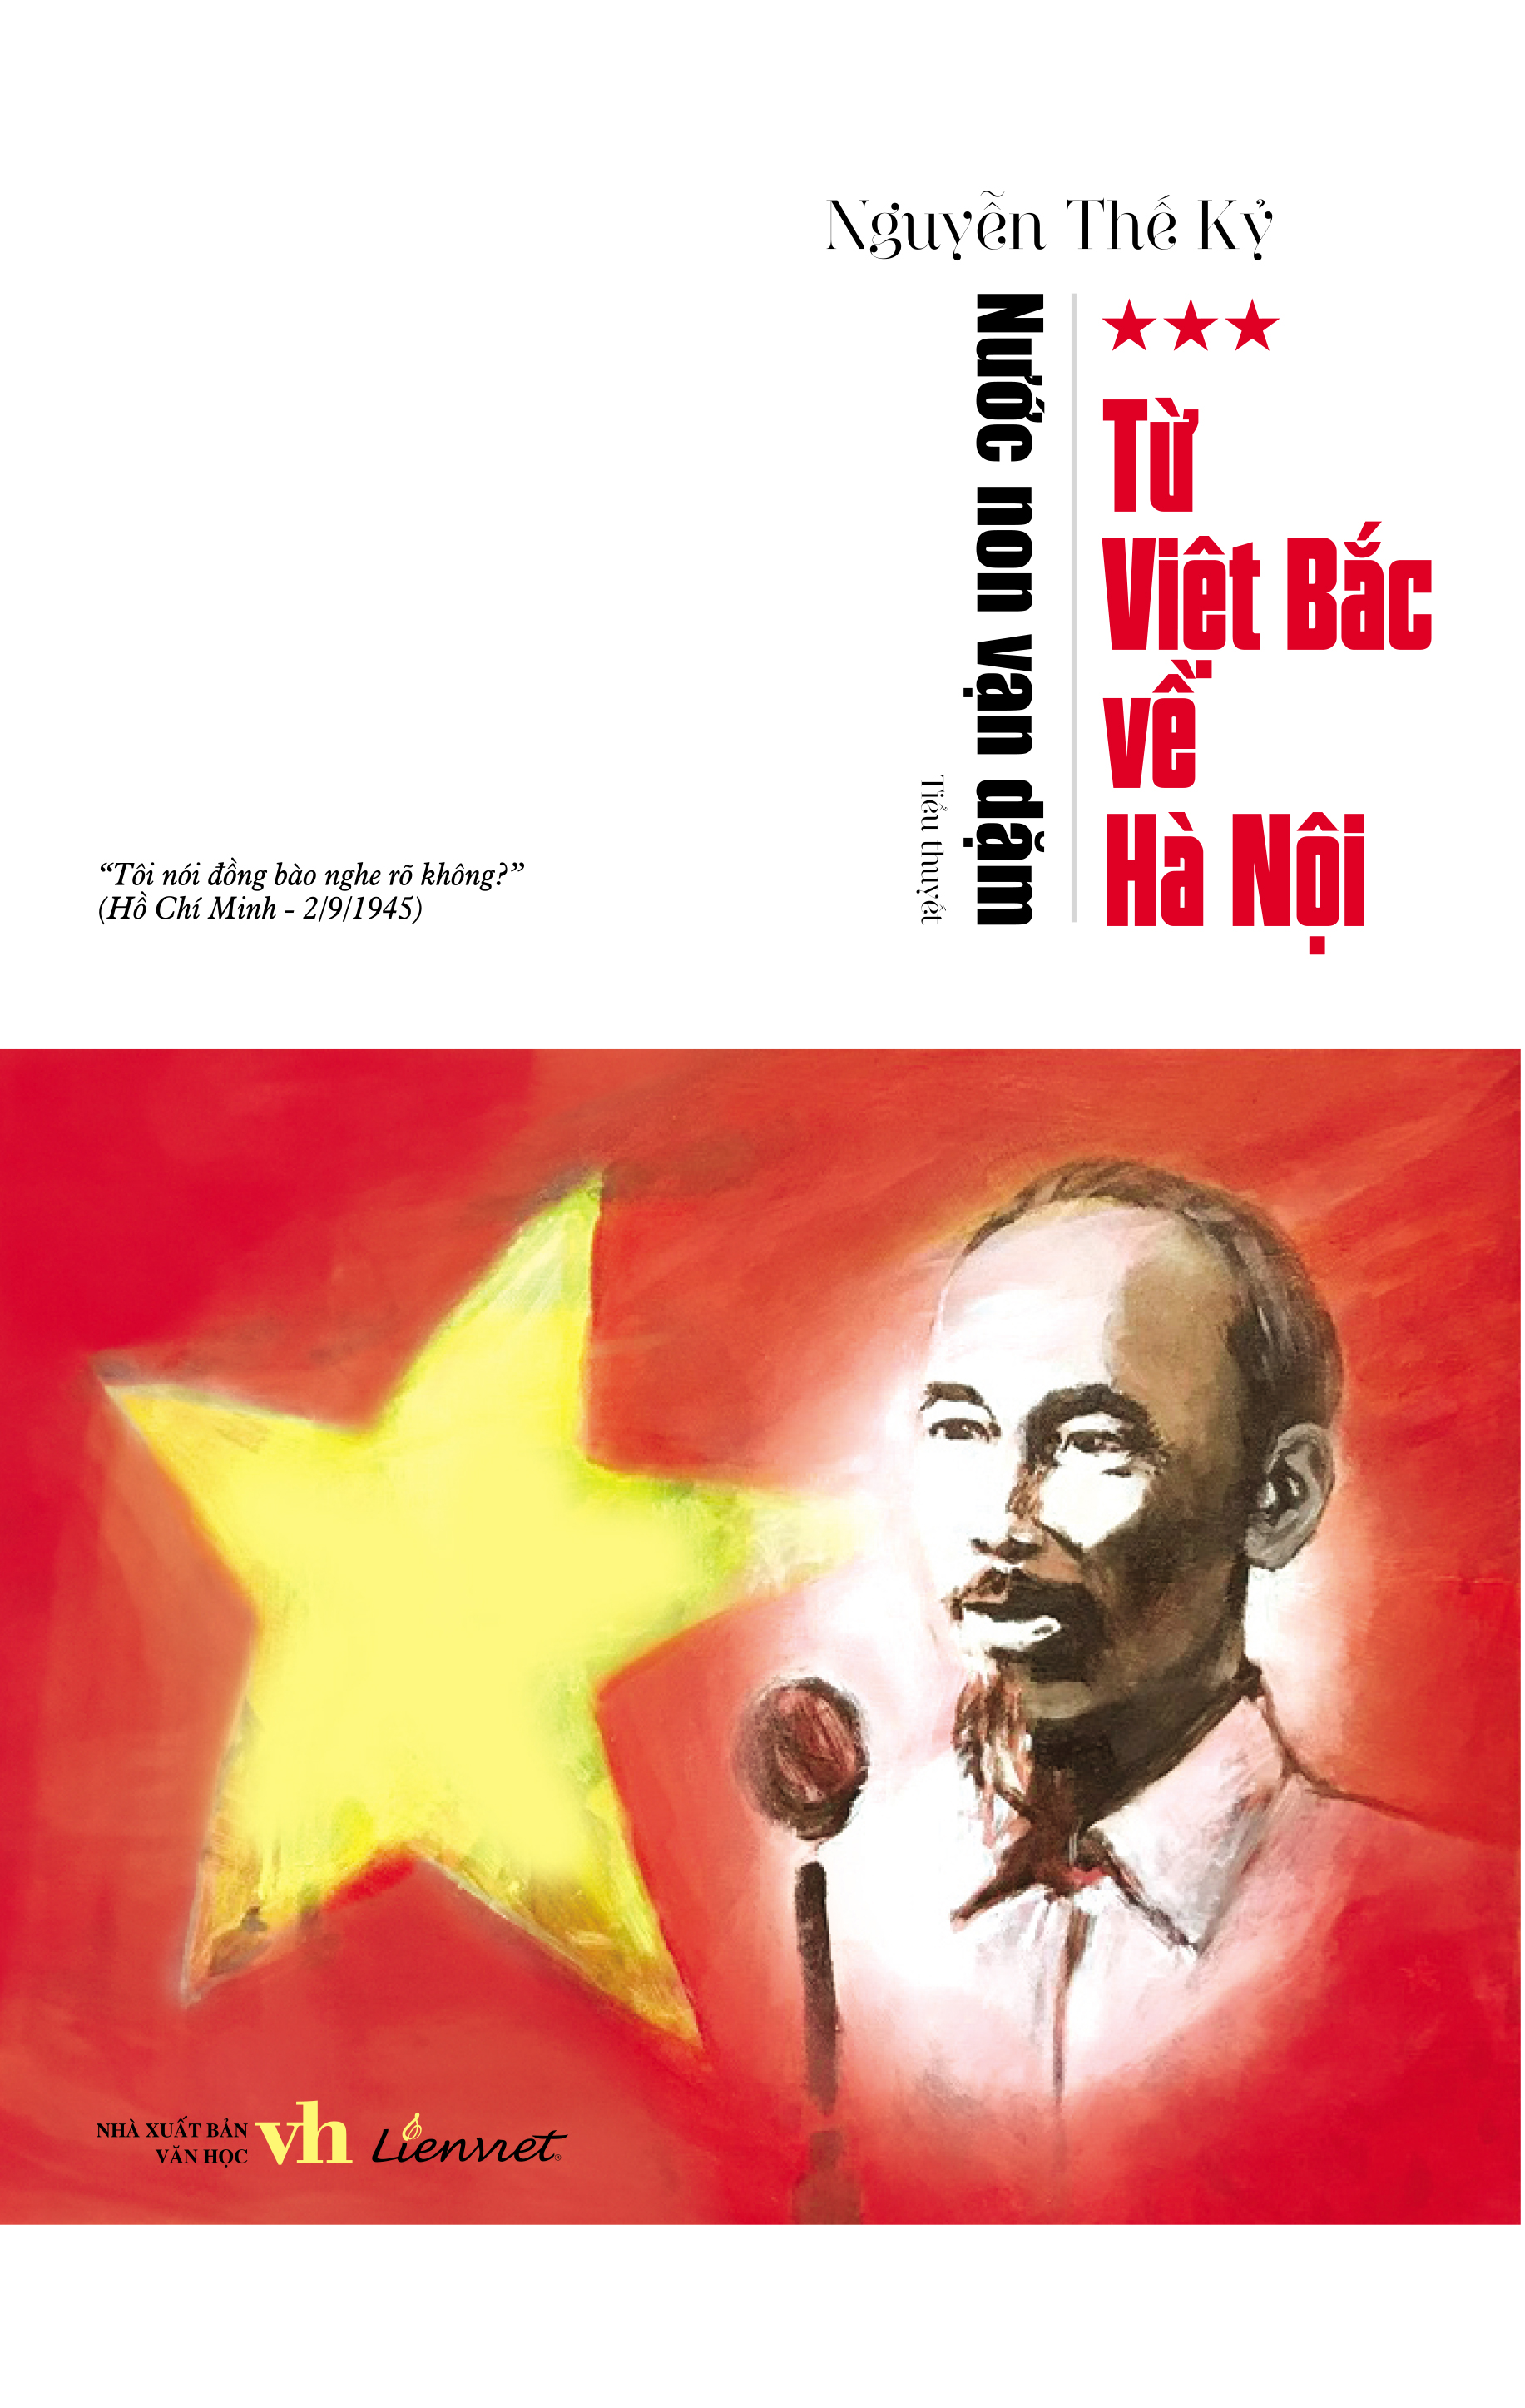 Nguyễn Thế Kỷ
Nước non vạn dặm
Tiểu thuyết
Từ
Việt Bắc
về
Hà Nội
“Tôi nói đồng bào nghe rõ không?”
(Hồ Chí Minh - 2/9/1945)
NHÀ XUẤT BẢN
VĂN HỌC
vh
Lienviet®